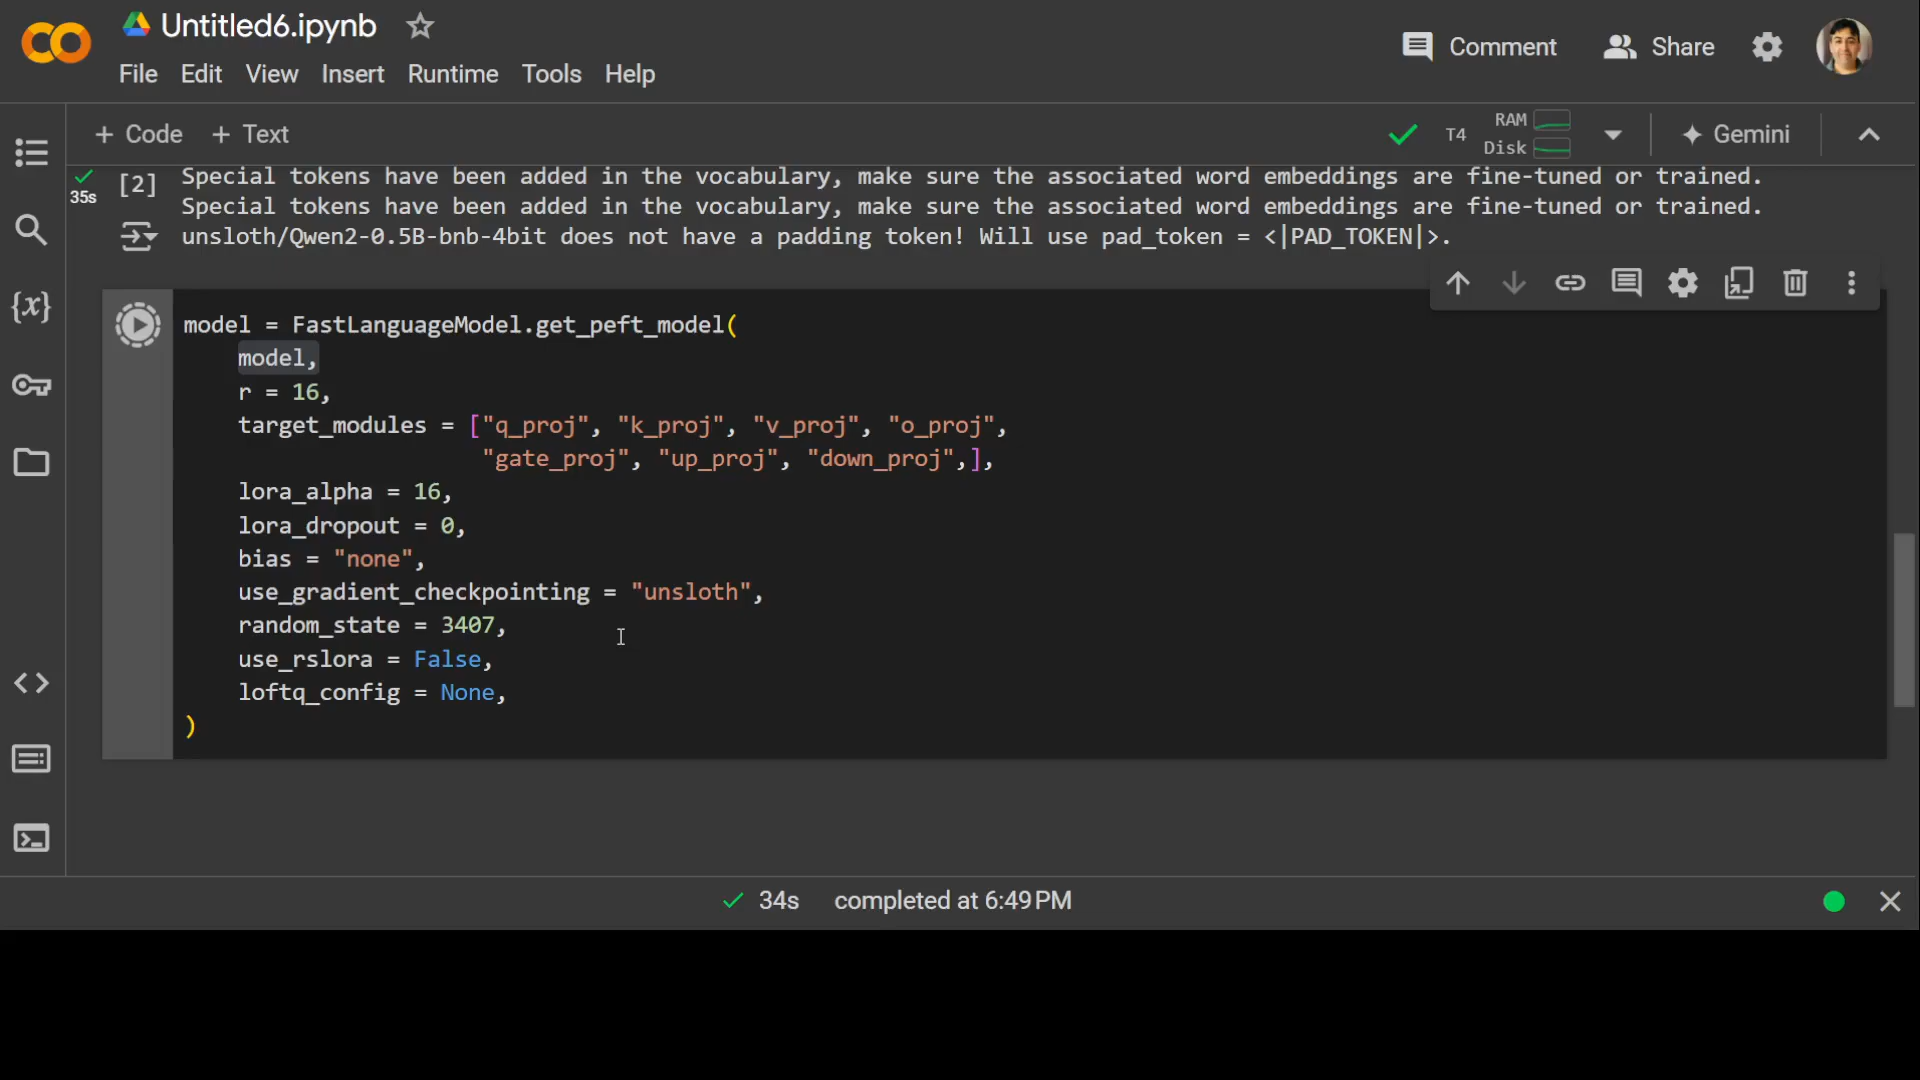 Untitled6.ipynb
Comment
Share
File Edit View Insert Runtime Tools Help
+ Code + Text
T4
RAM
Disk
Gemini
35s
[2]
Special tokens have been added in the vocabulary, make sure the associated word embeddings are fine-tuned or trained.
Special tokens have been added in the vocabulary, make sure the associated word embeddings are fine-tuned or trained.
unsloth/Qwen2-0.5B-bnb-4bit does not have a padding token! Will use pad_token = <|PAD_TOKEN|>.
{x}
model = FastLanguageModel.get_peft_model(
model,
r = 16,
target_modules = ["q_proj", "k_proj", "v_proj", "o_proj",
"gate_proj", "up_proj", "down_proj",],
lora_alpha = 16,
lora_dropout = 0,
bias = "none",
use_gradient_checkpointing = "unsloth",
random_state = 3407,
use_rslora = False,
loftq_config = None,
)
34s completed at 6:49 PM